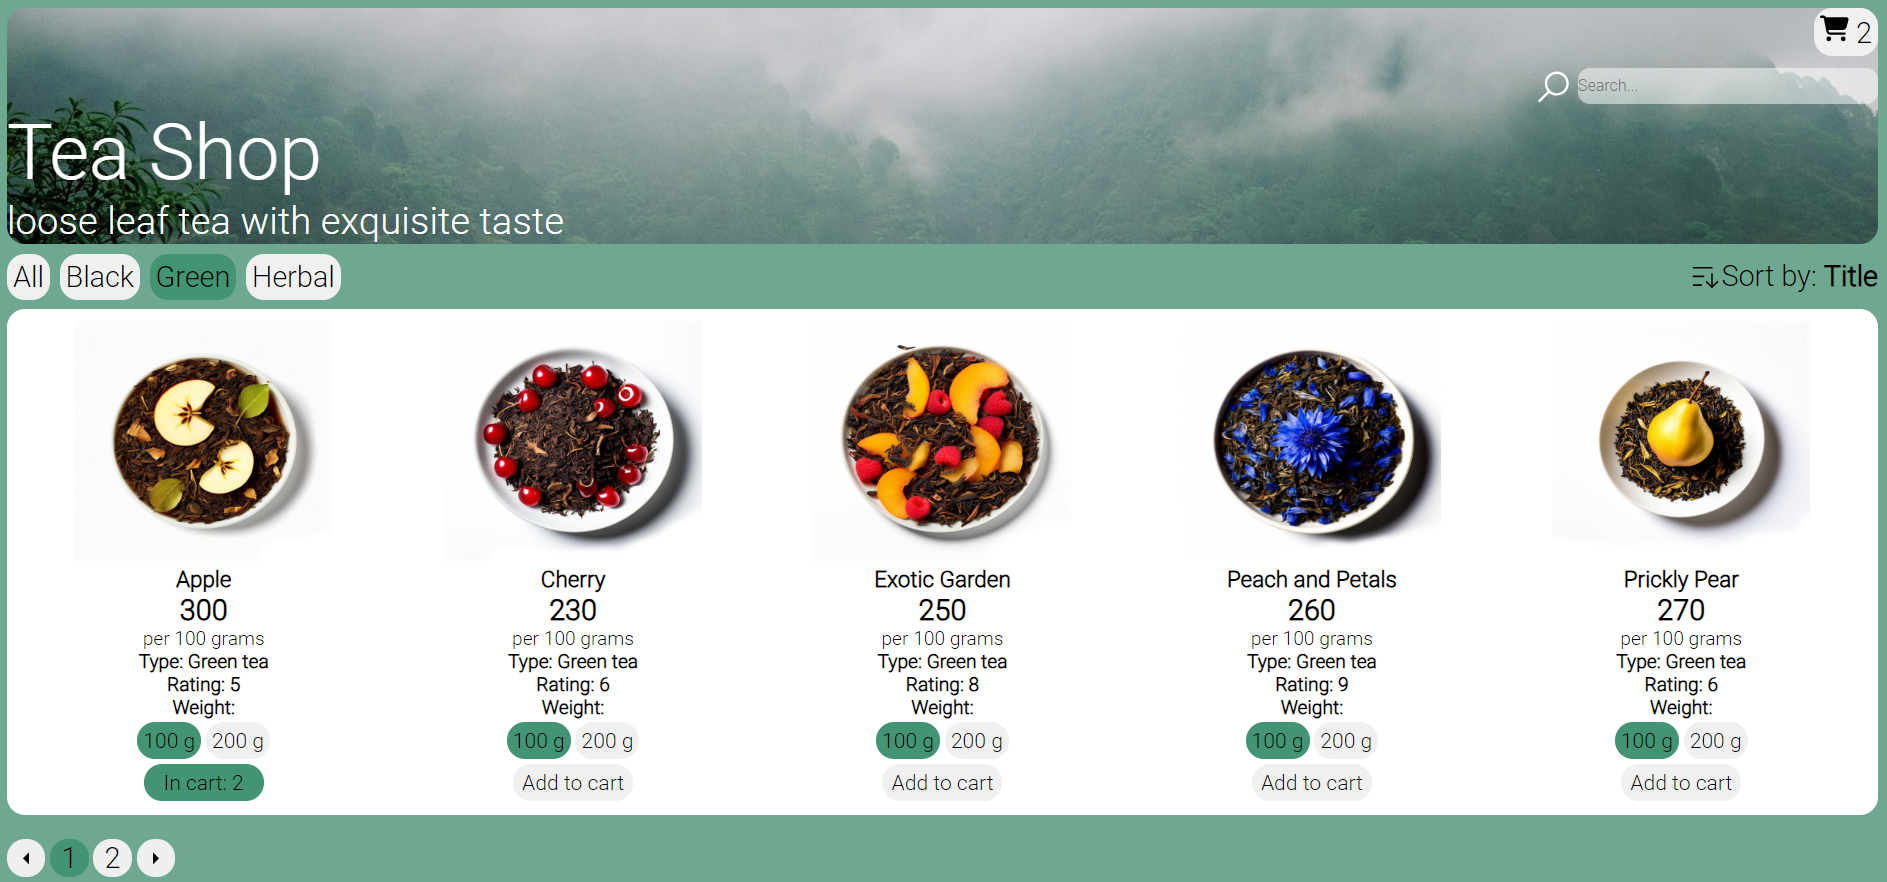 2
Search...
Tea Shop
loose leaf tea with exquisite taste
All Black Green Herbal
Sort by: Title
Apple
300
per 100 grams
Type: Green tea
Rating: 5
Weight:
100 g 200 g
In cart: 2
Cherry
230
per 100 grams
Type: Green tea
Rating: 6
Weight:
100 g 200 g
Add to cart
Exotic Garden
250
per 100 grams
Type: Green tea
Rating: 8
Weight:
100 g 200 g
Add to cart
Peach and Petals
260
per 100 grams
Type: Green tea
Rating: 9
Weight:
100 g 200 g
Add to cart
Prickly Pear
270
per 100 grams
Type: Green tea
Rating: 6
Weight:
100 g 200 g
Add to cart
1 2